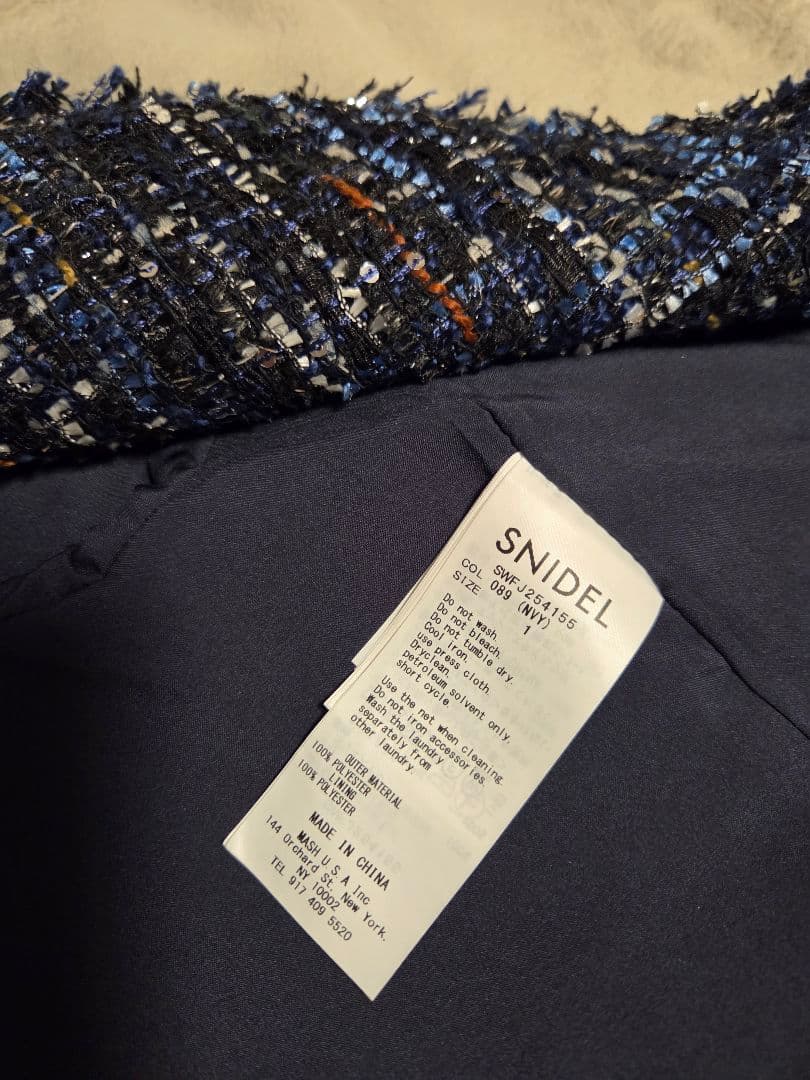 SNIDEL
SWFJ254155
COL 089 (NVY)
SIZE 1
Do not wash.
Do not bleach.
Do not tumble dry.
Cool iron.
use press cloth.
Dryclean.
petroleum solvent only.
short cycle.
Use the net when cleaning.
Do not iron accessories.
Wash the laundry
separately from
other laundry.
OUTER MATERIAL
100% POLYESTER
LINING
100% POLYESTER
MADE IN CHINA
MASH U.S.A Inc
144 Orchard St. New York.
NY 10002
TEL 917 409 5520